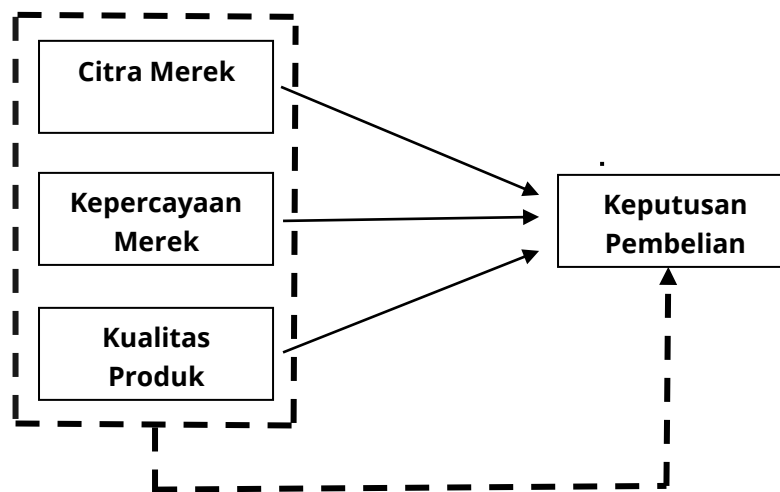 Citra Merek
Kepercayaan
Merek
Kualitas
Produk
Keputusan
Pembelian